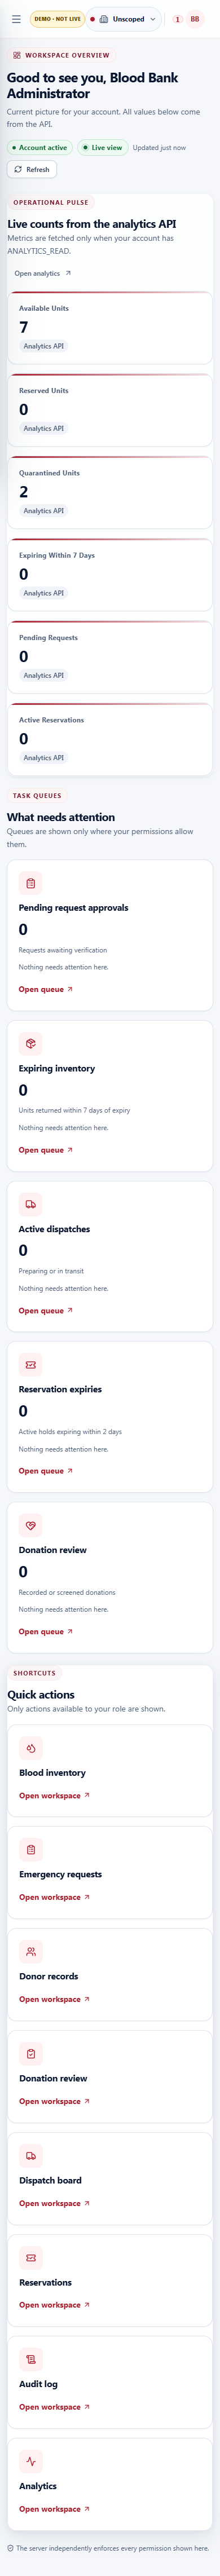 DEMO - NOT LIVE
Unscoped
1
BB
WORKSPACE OVERVIEW
Good to see you, Blood Bank
Administrator
Current picture for your account. All values below come
from the API.
Account active
Live view
Updated just now
Refresh
OPERATIONAL PULSE
Live counts from the analytics API
Metrics are fetched only when your account has
ANALYTICS_READ.
Open analytics
Available Units
7
Analytics API
Reserved Units
0
Analytics API
Quarantined Units
2
Analytics API
Expiring Within 7 Days
0
Analytics API
Pending Requests
0
Analytics API
Active Reservations
0
Analytics API
TASK QUEUES
What needs attention
Queues are shown only where your permissions allow
them.
Pending request approvals
0
Requests awaiting verification
Nothing needs attention here.
Open queue
Expiring inventory
0
Units returned within 7 days of expiry
Nothing needs attention here.
Open queue
Active dispatches
0
Preparing or in transit
Nothing needs attention here.
Open queue
Reservation expiries
0
Active holds expiring within 2 days
Nothing needs attention here.
Open queue
Donation review
0
Recorded or screened donations
Nothing needs attention here.
Open queue
SHORTCUTS
Quick actions
Only actions available to your role are shown.
Blood inventory
Open workspace
Emergency requests
Open workspace
Donor records
Open workspace
Donation review
Open workspace
Dispatch board
Open workspace
Reservations
Open workspace
Audit log
Open workspace
Analytics
Open workspace
The server independently enforces every permission shown here.